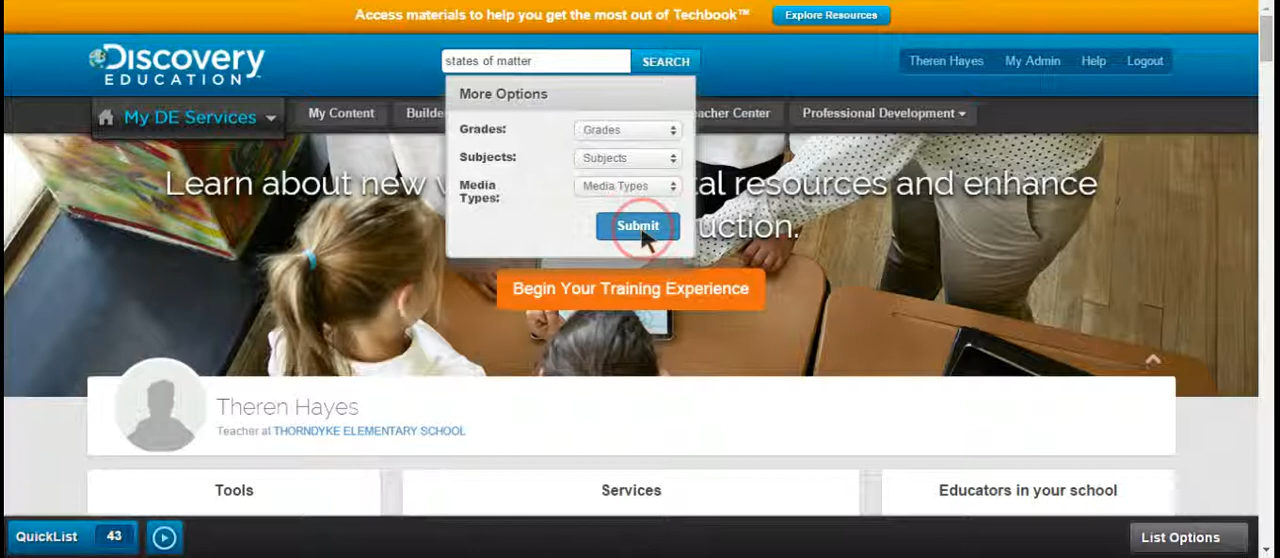 Access materials to help you get the most out of Techbook™ Explore Resources
Discovery
EDUCATION™
states of matter SEARCH
Theren Hayes My Admin Help Logout
More Options
My DE Services My Content Teacher Center Professional Development
Grades: Grades
Subjects: Subjects
Media Types: Media Types
Submit
Learn about new resources and enhance
Begin Your Training Experience
Theren Hayes
Teacher at THORNDYKE ELEMENTARY SCHOOL
Tools Services Educators in your school
QuickList 43 List Options